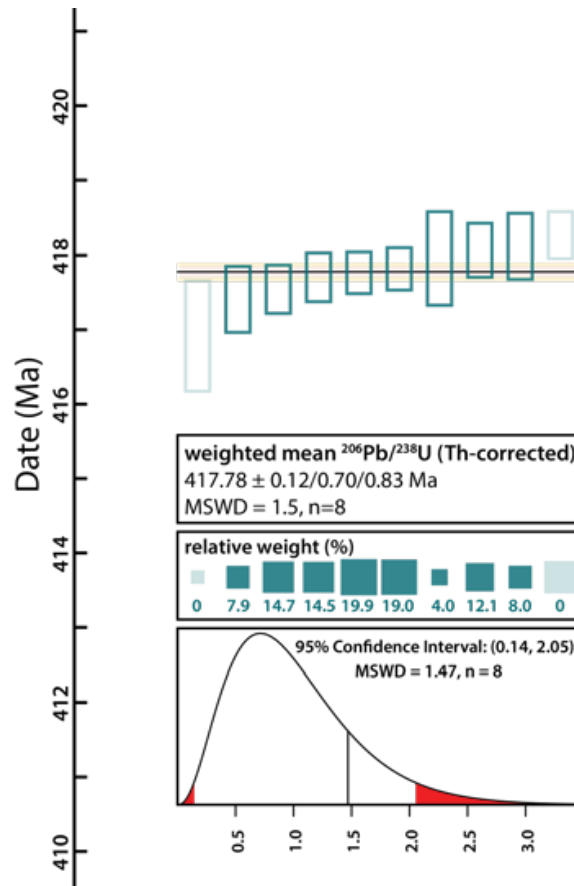 Date (Ma)
420
418
416
414
412
410
weighted mean ²⁰⁶Pb/²³⁸U (Th-corrected)
417.78 ± 0.12/0.70/0.83 Ma
MSWD = 1.5, n=8
relative weight (%)
0 7.9 14.7 14.5 19.9 19.0 4.0 12.1 8.0 0
95% Confidence Interval: (0.14, 2.05)
MSWD = 1.47, n = 8
0.5 1.0 1.5 2.0 2.5 3.0